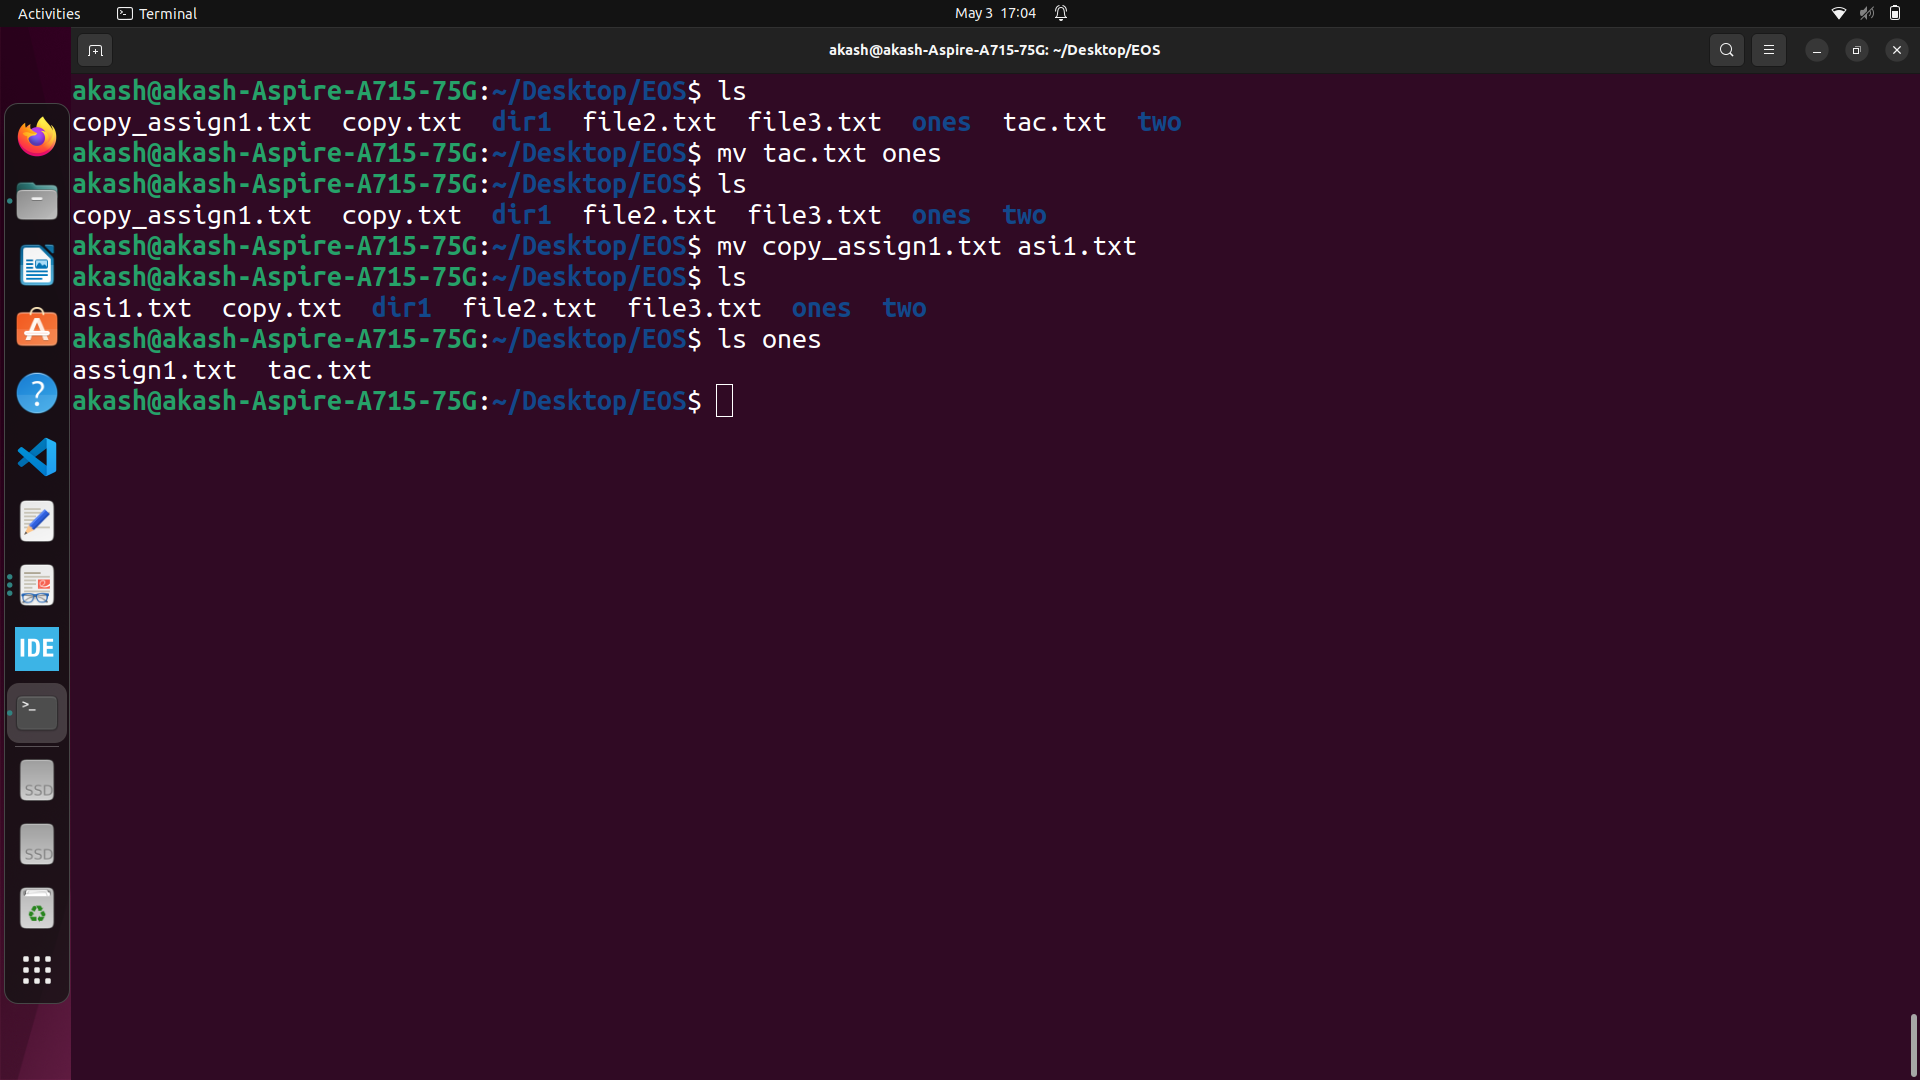 Activities Terminal May 3 17:04
akash@akash-Aspire-A715-75G: ~/Desktop/EOS
akash@akash-Aspire-A715-75G:~/Desktop/EOS$ ls
copy_assign1.txt copy.txt dir1 file2.txt file3.txt ones tac.txt two
akash@akash-Aspire-A715-75G:~/Desktop/EOS$ mv tac.txt ones
akash@akash-Aspire-A715-75G:~/Desktop/EOS$ ls
copy_assign1.txt copy.txt dir1 file2.txt file3.txt ones two
akash@akash-Aspire-A715-75G:~/Desktop/EOS$ mv copy_assign1.txt asi1.txt
akash@akash-Aspire-A715-75G:~/Desktop/EOS$ ls
asi1.txt copy.txt dir1 file2.txt file3.txt ones two
akash@akash-Aspire-A715-75G:~/Desktop/EOS$ ls ones
assign1.txt tac.txt
akash@akash-Aspire-A715-75G:~/Desktop/EOS$
IDE
SSD
SSD